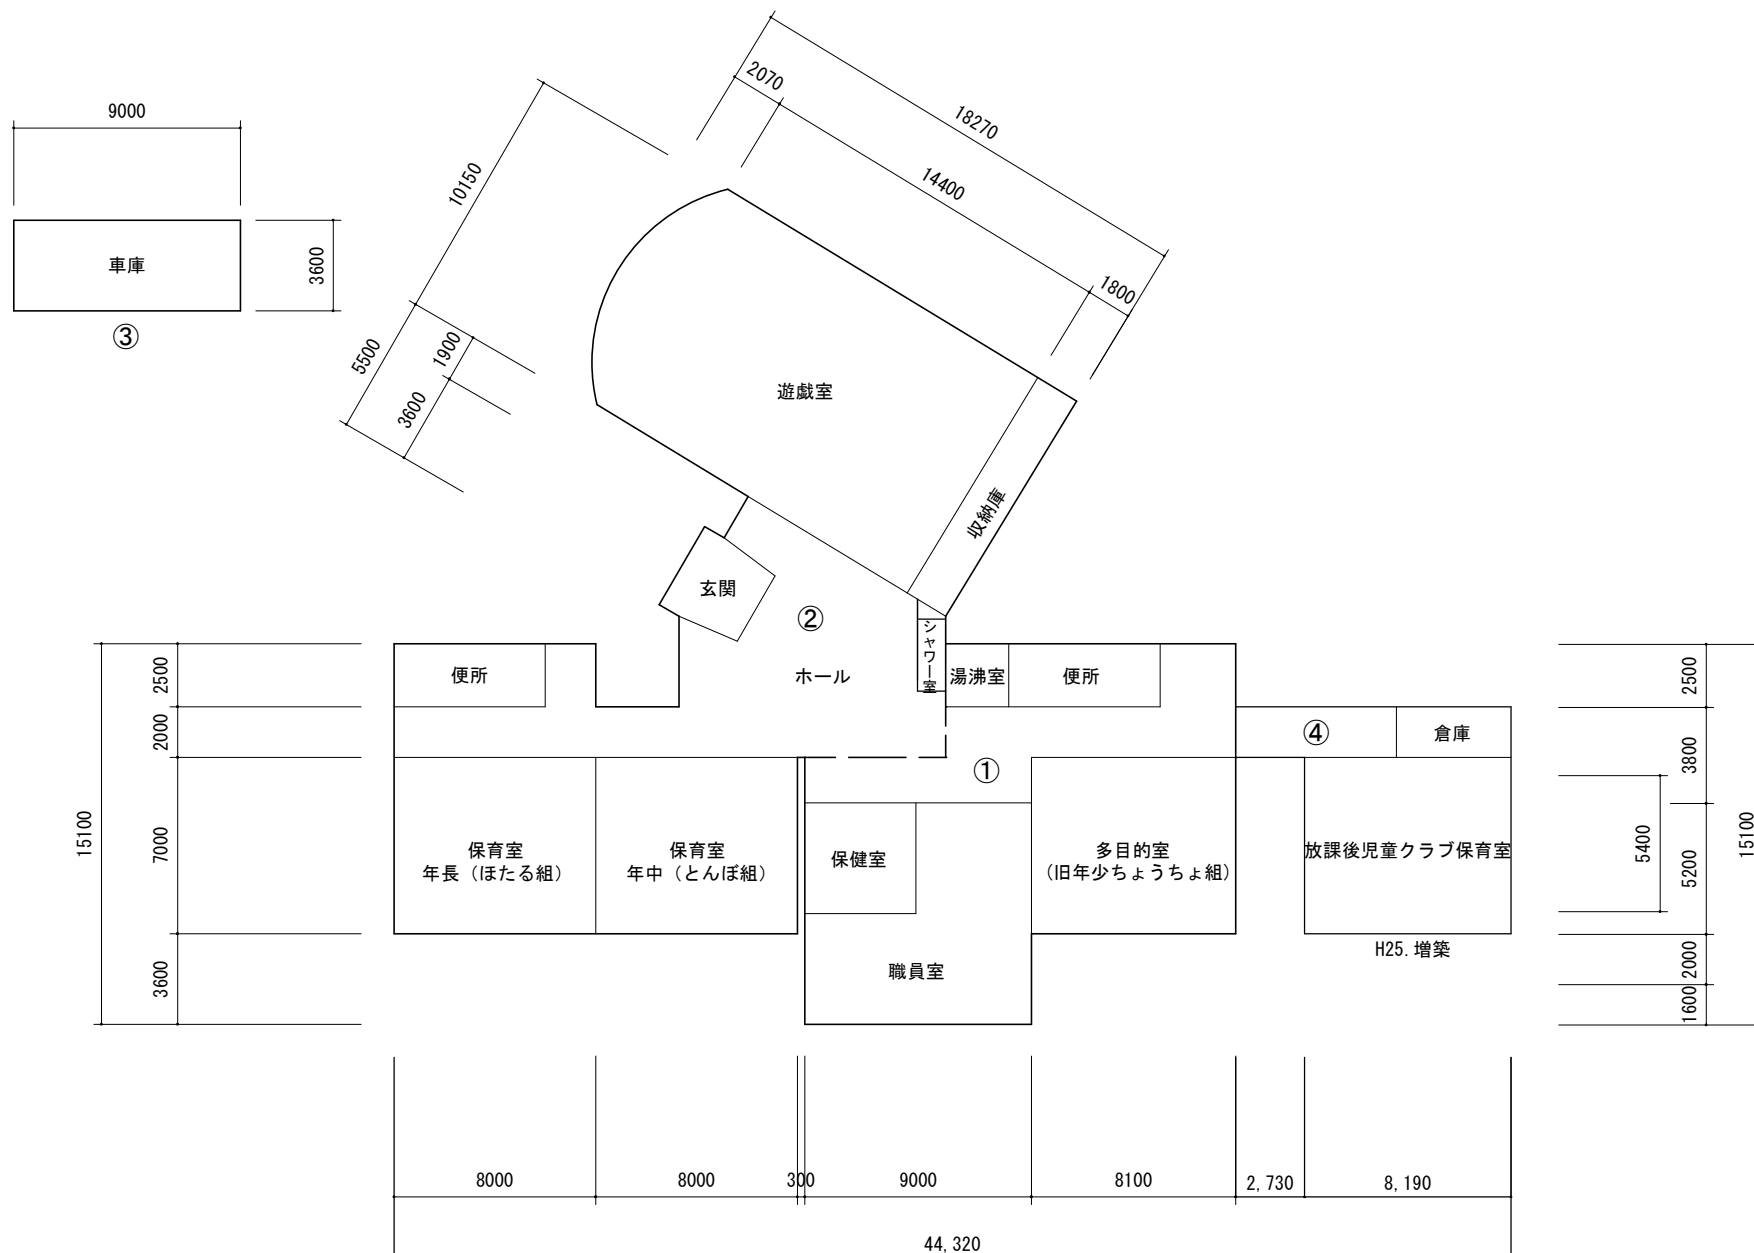 2070
18270
9000
10150
14400
1800
車庫
3600
③
5500
1900
3600
遊戯室
収納庫
玄関
②
シャワー室
ホール
湯沸室
便所
便所
④
倉庫
①
2500
2000
7000
3600
15100
2500
3800
5400
5200
2000
1600
15100
保育室
年長（ほたる組）
保育室
年中（とんぼ組）
保健室
多目的室
（旧年少ちょうちょ組）
放課後児童クラブ保育室
H25.増築
職員室
8000
8000
300
9000
8100
2,730
8,190
44,320